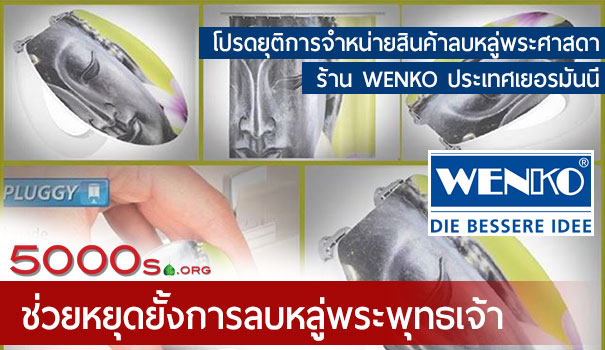 โปรดยุติการจำหน่ายสินค้าลบหลู่พระศาสดา
ร้าน WENKO ประเทศเยอรมันนี
WENKO®
DIE BESSERE IDEE
PLUGGY
5000s.ORG
ช่วยหยุดยั้งการลบหลู่พระพุทธเจ้า